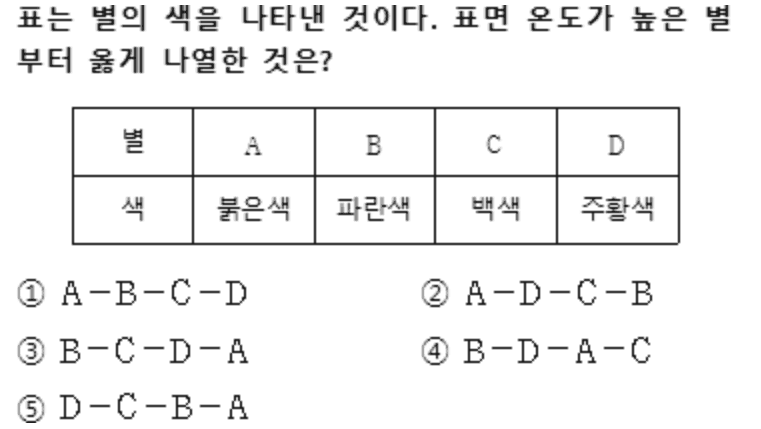 표는 별의 색을 나타낸 것이다. 표면 온도가 높은 별
부터 옳게 나열한 것은?
별 A B C D
색 붉은색 파란색 백색 주황색
① A-B-C-D ② A-D-C-B
③ B-C-D-A ④ B-D-A-C
⑤ D-C-B-A